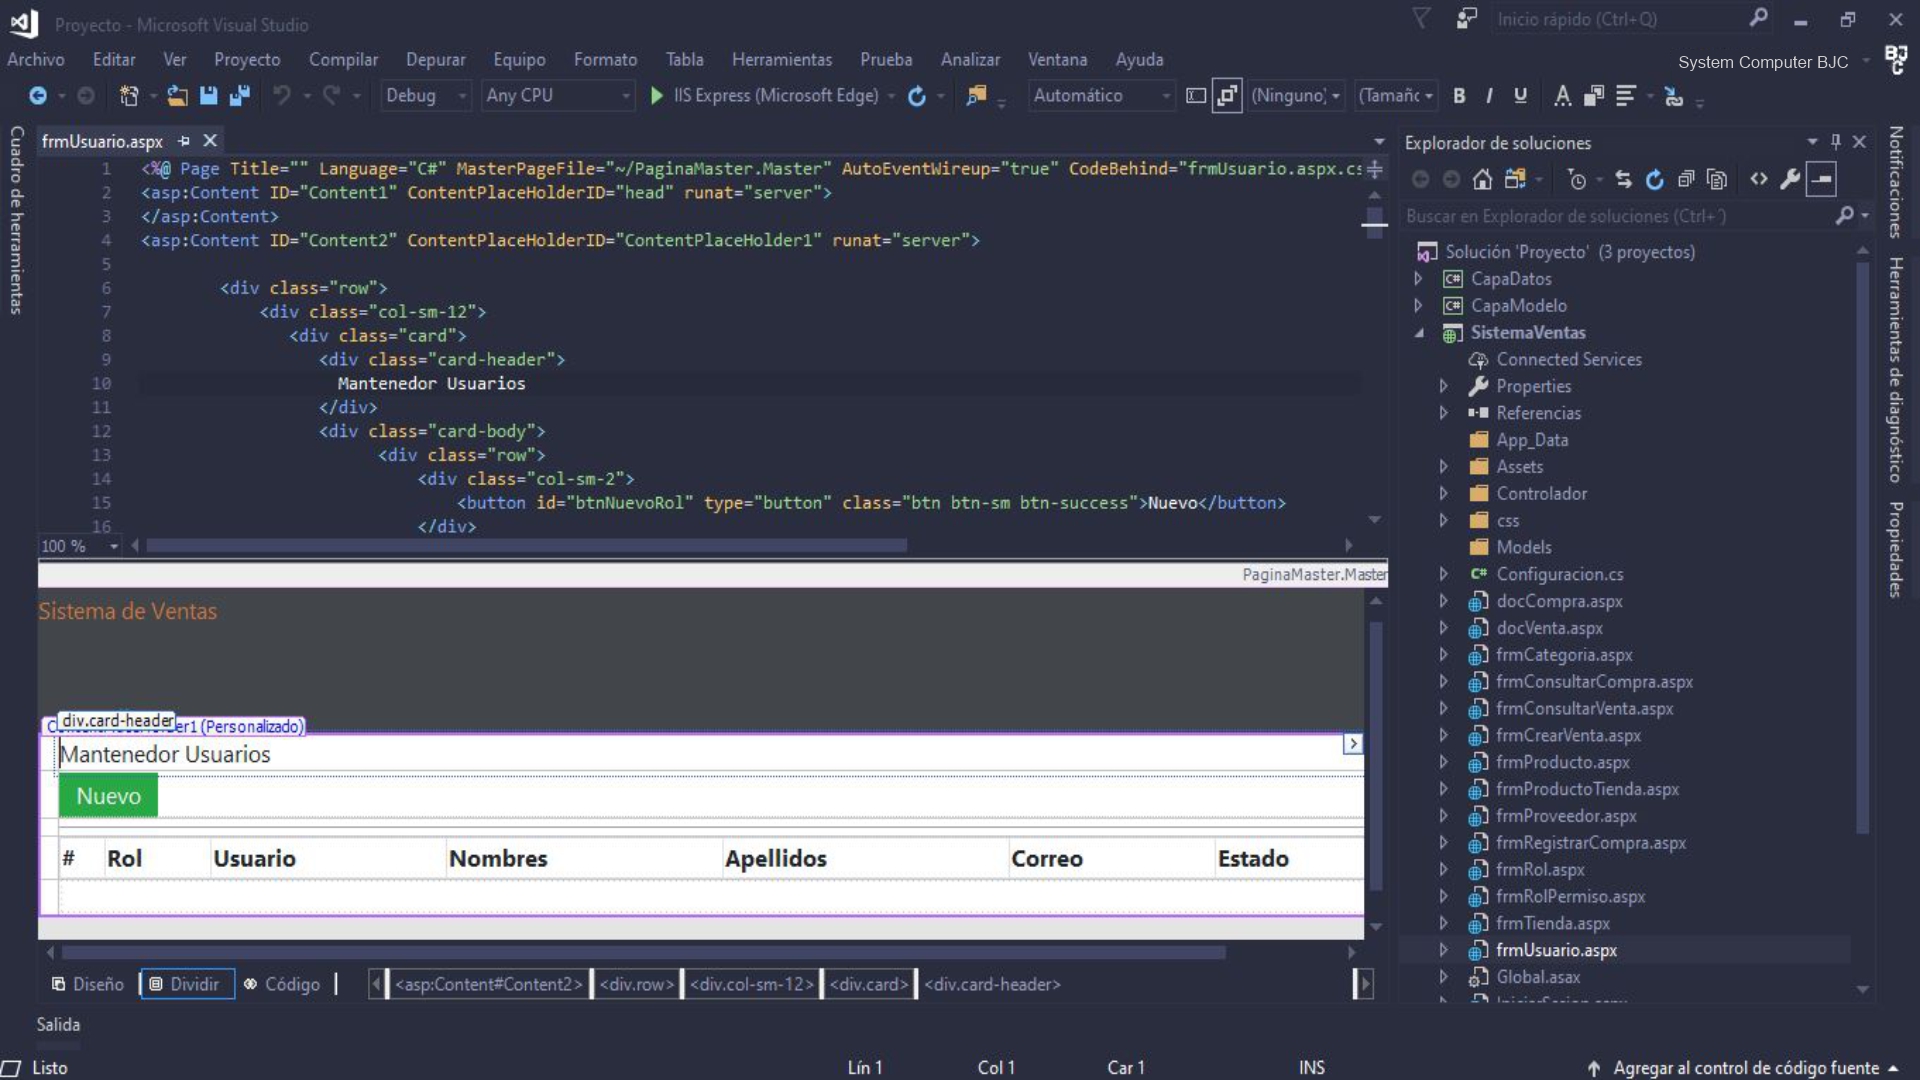 Proyecto - Microsoft Visual Studio
Inicio rápido (Ctrl+Q)
Archivo Editar Ver Proyecto Compilar Depurar Equipo Formato Tabla Herramientas Prueba Analizar Ventana Ayuda
System Computer BJC
BJC
Debug Any CPU IIS Express (Microsoft Edge) Automático (Ninguno) (Tamaño B I U A
Cuadro de herramientas
frmUsuario.aspx
1 <%@ Page Title="" Language="C#" MasterPageFile="~/PaginaMaster.Master" AutoEventWireup="true" CodeBehind="frmUsuario.aspx.cs
2 <asp:Content ID="Content1" ContentPlaceHolderID="head" runat="server">
3 </asp:Content>
4 <asp:Content ID="Content2" ContentPlaceHolderID="ContentPlaceHolder1" runat="server">
5
6 <div class="row">
7 <div class="col-sm-12">
8 <div class="card">
9 <div class="card-header">
10 Mantenedor Usuarios
11 </div>
12 <div class="card-body">
13 <div class="row">
14 <div class="col-sm-2">
15 <button id="btnNuevoRol" type="button" class="btn btn-sm btn-success">Nuevo</button>
16 </div>
100 %
PaginaMaster.Master
Sistema de Ventas
div.card-header
er1 (Personalizado)
Mantenedor Usuarios
Nuevo
# Rol Usuario Nombres Apellidos Correo Estado
Diseño Dividir Código <asp:Content#Content2> <div.row> <div.col-sm-12> <div.card> <div.card-header>
Salida
Explorador de soluciones
Buscar en Explorador de soluciones (Ctrl+´)
Solución 'Proyecto' (3 proyectos)
C# CapaDatos
C# CapaModelo
SistemaVentas
Connected Services
Properties
Referencias
App_Data
Assets
Controlador
css
Models
C# Configuracion.cs
docCompra.aspx
docVenta.aspx
frmCategoria.aspx
frmConsultarCompra.aspx
frmConsultarVenta.aspx
frmCrearVenta.aspx
frmProducto.aspx
frmProductoTienda.aspx
frmProveedor.aspx
frmRegistrarCompra.aspx
frmRol.aspx
frmRolPermiso.aspx
frmTienda.aspx
frmUsuario.aspx
Global.asax
Notificaciones
Herramientas de diagnóstico
Propiedades
Listo Lín 1 Col 1 Car 1 INS Agregar al control de código fuente